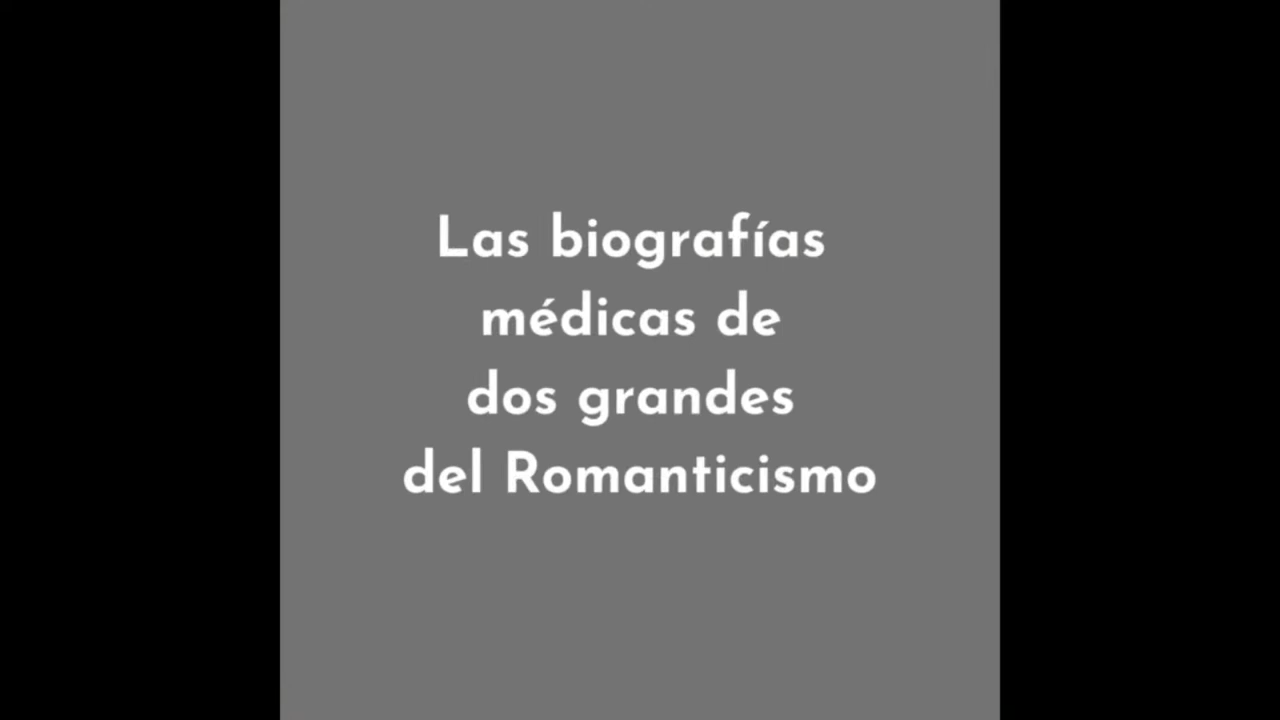 Las biografías
médicas de
dos grandes
del Romanticismo